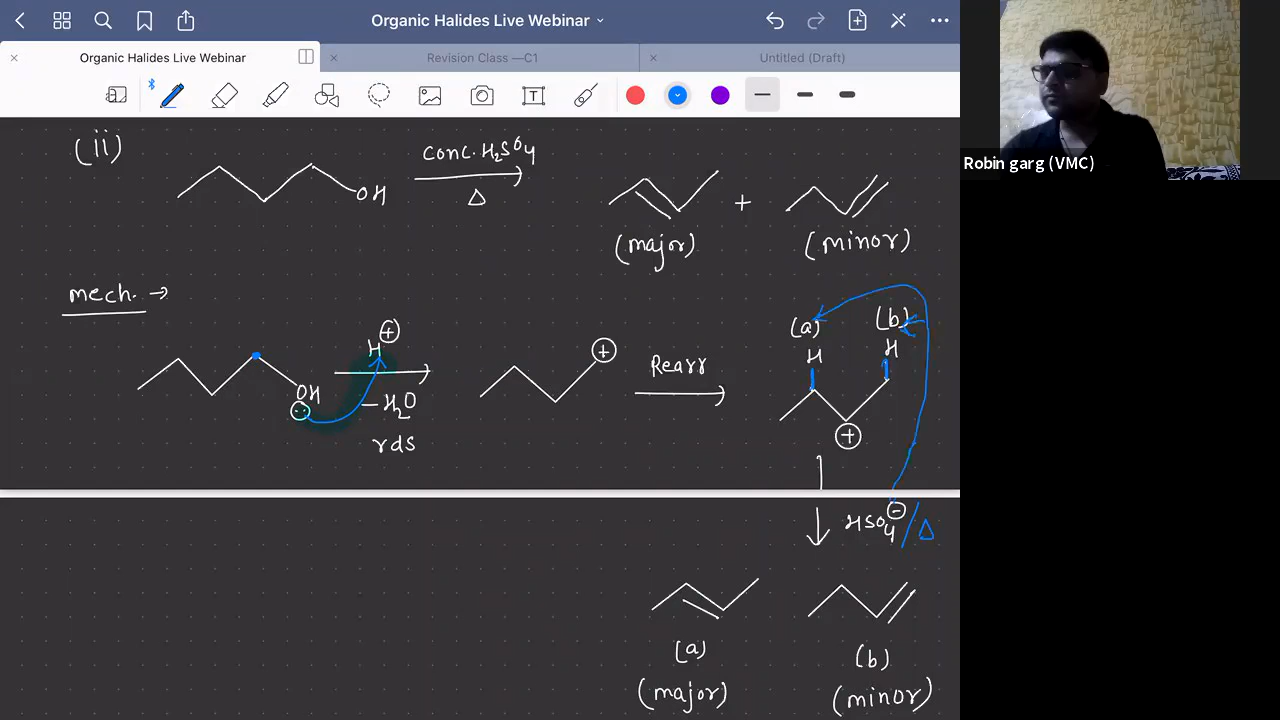 Organic Halides Live Webinar
Organic Halides Live Webinar
Revision Class —C1
Untitled (Draft)
T
Robin garg (VMC)
(ii)
OH
Conc. H₂SO₄
Δ
+
(major)
(minor)
mech. →
OH
H⊕
−H₂O
rds
⊕
Rearr
(a)
(b)
H
H
⊕
HSO₄⊖/Δ
(a)
(b)
(major)
(minor)